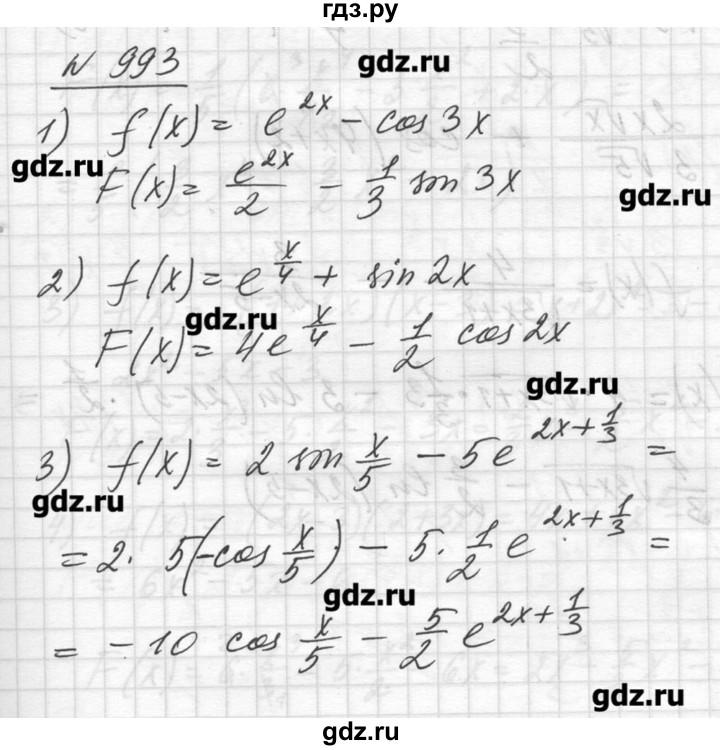 гдз.ру
N 993
gdz.ru
1) f(x) = e^{2x} - cos 3x
gdz.ru
F(x) = \frac{e^{2x}}{2} - \frac{1}{3} sin 3x
gdz.ru
2) f(x) = e^{\frac{x}{4}} + sin 2x
gdz.ru
F(x) = 4e^{\frac{x}{4}} - \frac{1}{2} cos 2x
gdz.ru
3) f(x) = 2 sin \frac{x}{5} - 5e^{2x+\frac{1}{3}} =
gdz.ru
= 2 · 5(-cos \frac{x}{5}) - 5 · \frac{1}{2} e^{2x+\frac{1}{3}} =
gdz.ru
= -10 cos \frac{x}{5} - \frac{5}{2} e^{2x+\frac{1}{3}}
gdz.ru
gdz.ru